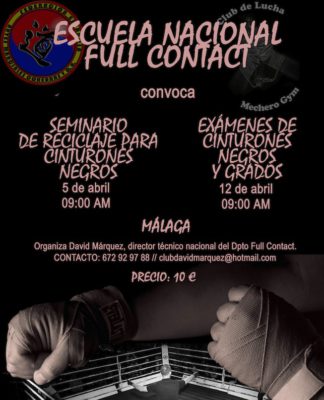 ESCUELA NACIONAL
FULL CONTACT
Club de Lucha
Mechero Gym
convoca
SEMINARIO
DE RECICLAJE PARA
CINTURONES
NEGROS
5 de abril
09:00 AM
EXÁMENES DE
CINTURONES
NEGROS
Y GRADOS
12 de abril
09:00 AM
MÁLAGA
Organiza David Márquez, director técnico nacional del Dpto Full Contact.
CONTACTO: 672 92 97 88 // clubdavidmarquez@hotmail.com
PRECIO: 10 €